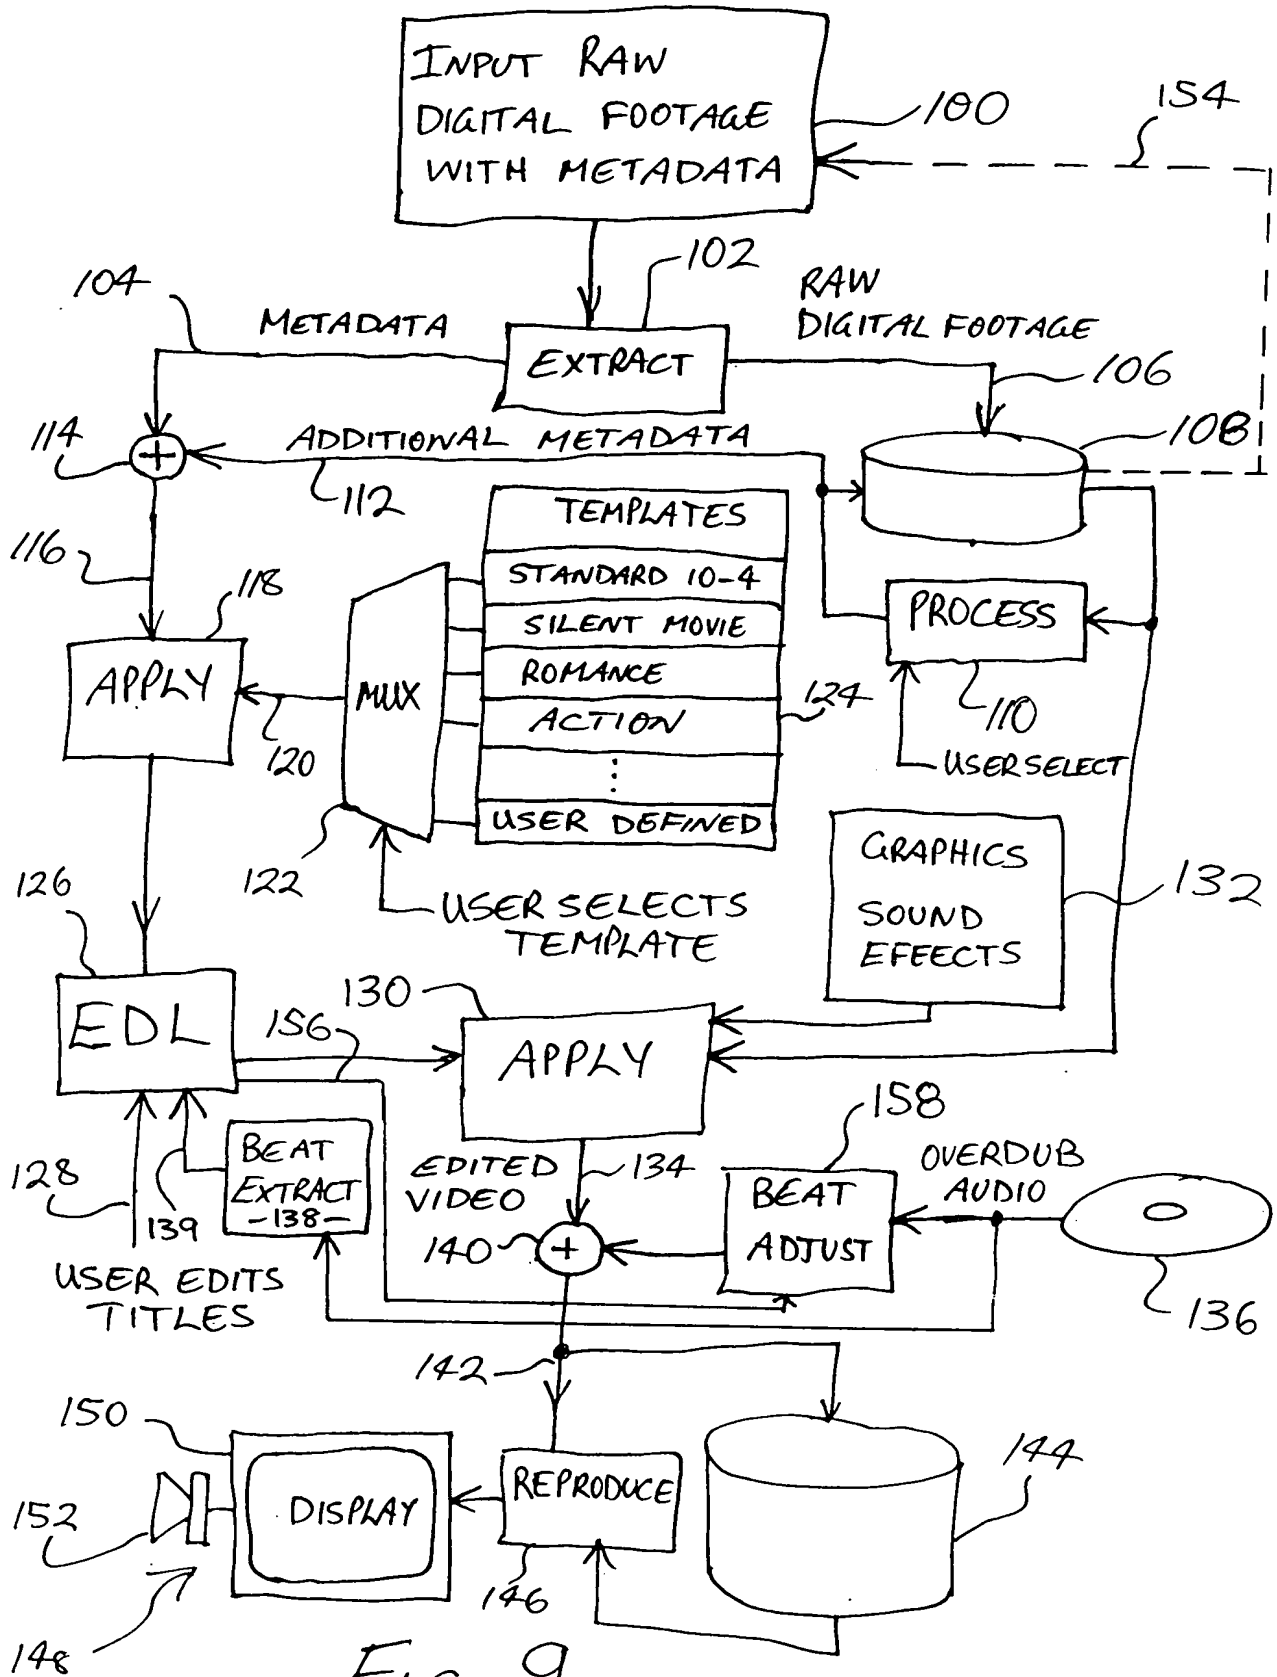 INPUT RAW
DIGITAL FOOTAGE
WITH METADATA
100
154
102
104
METADATA
RAW
DIGITAL FOOTAGE
EXTRACT
106
114
ADDITIONAL METADATA
108
112
TEMPLATES
116
STANDARD 10-4
118
SILENT MOVIE
PROCESS
APPLY
MUX
ROMANCE
124
ACTION
110
120
⋮
USER SELECT
USER DEFINED
GRAPHICS
SOUND
EFFECTS
132
126
122
USER SELECTS
TEMPLATE
130
EDL
156
APPLY
158
128
139
BEAT
EXTRACT
-138-
EDITED
VIDEO
134
BEAT
ADJUST
OVERDUB
AUDIO
140
136
USER EDITS
TITLES
142
150
144
152
DISPLAY
REPRODUCE
146
148
FIG. 9